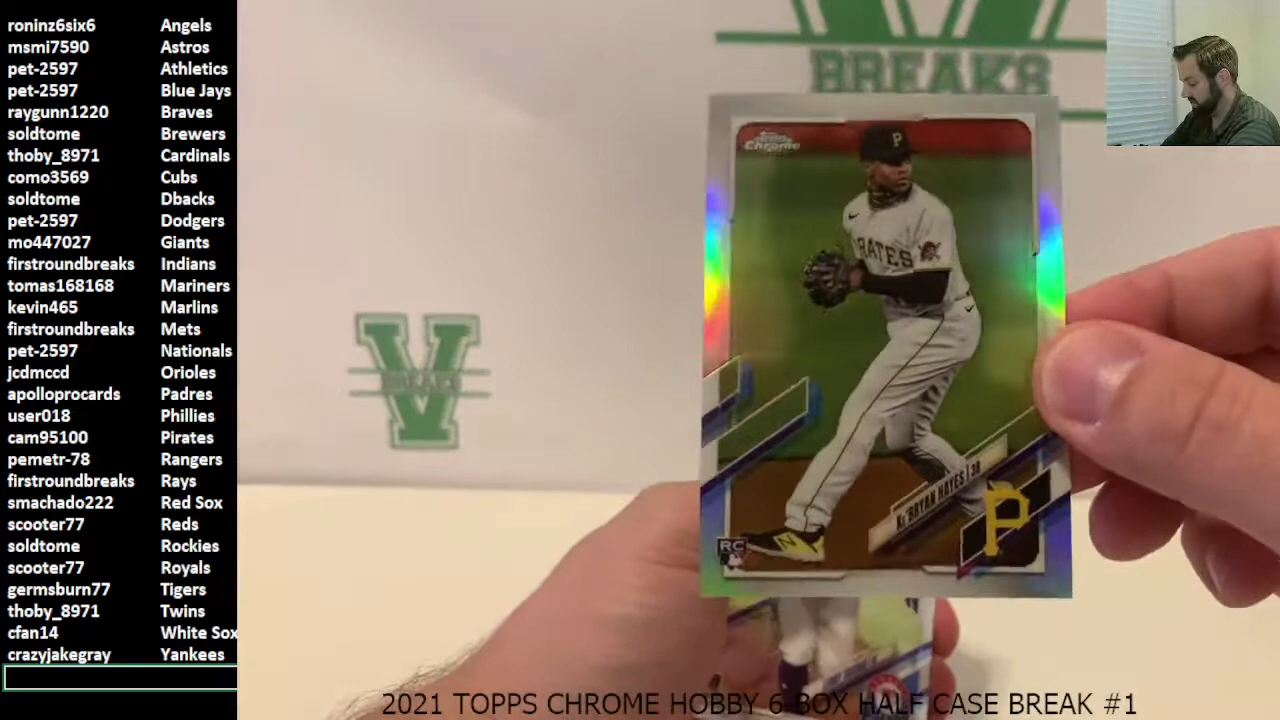 roninz6six6 Angels
msmi7590 Astros
pet-2597 Athletics
pet-2597 Blue Jays
raygunn1220 Braves
soldtome Brewers
thoby_8971 Cardinals
como3569 Cubs
soldtome Dbacks
pet-2597 Dodgers
mo447027 Giants
firstroundbreaks Indians
tomas168168 Mariners
kevin465 Marlins
firstroundbreaks Mets
pet-2597 Nationals
jcdmccd Orioles
apolloprocards Padres
user018 Phillies
cam95100 Pirates
pemetr-78 Rangers
firstroundbreaks Rays
smachado222 Red Sox
scooter77 Reds
soldtome Rockies
scooter77 Royals
germsburn77 Tigers
thoby_8971 Twins
cfan14 White Sox
crazyjakegray Yankees
V
BREAKS
BREAKS
Topps
Chrome
P
PIRATES
KE'BRYAN HAYES | 3B
P
RC
2021 TOPPS CHROME HOBBY 6-BOX HALF CASE BREAK #1